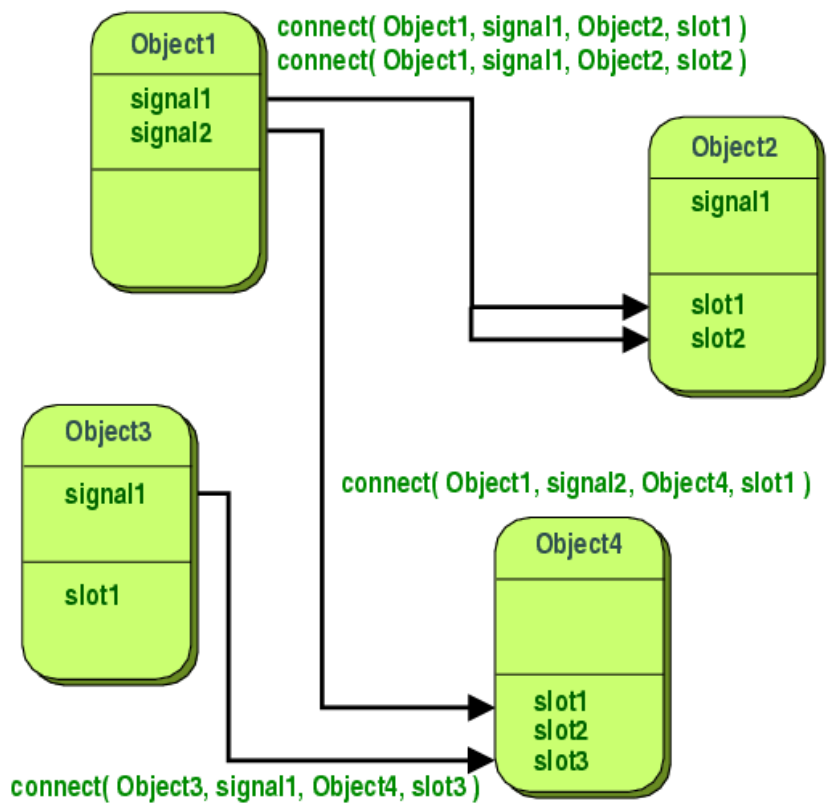 Object1
signal1
signal2
connect( Object1, signal1, Object2, slot1 )
connect( Object1, signal1, Object2, slot2 )
Object2
signal1
slot1
slot2
Object3
signal1
slot1
connect( Object1, signal2, Object4, slot1 )
Object4
slot1
slot2
slot3
connect( Object3, signal1, Object4, slot3 )